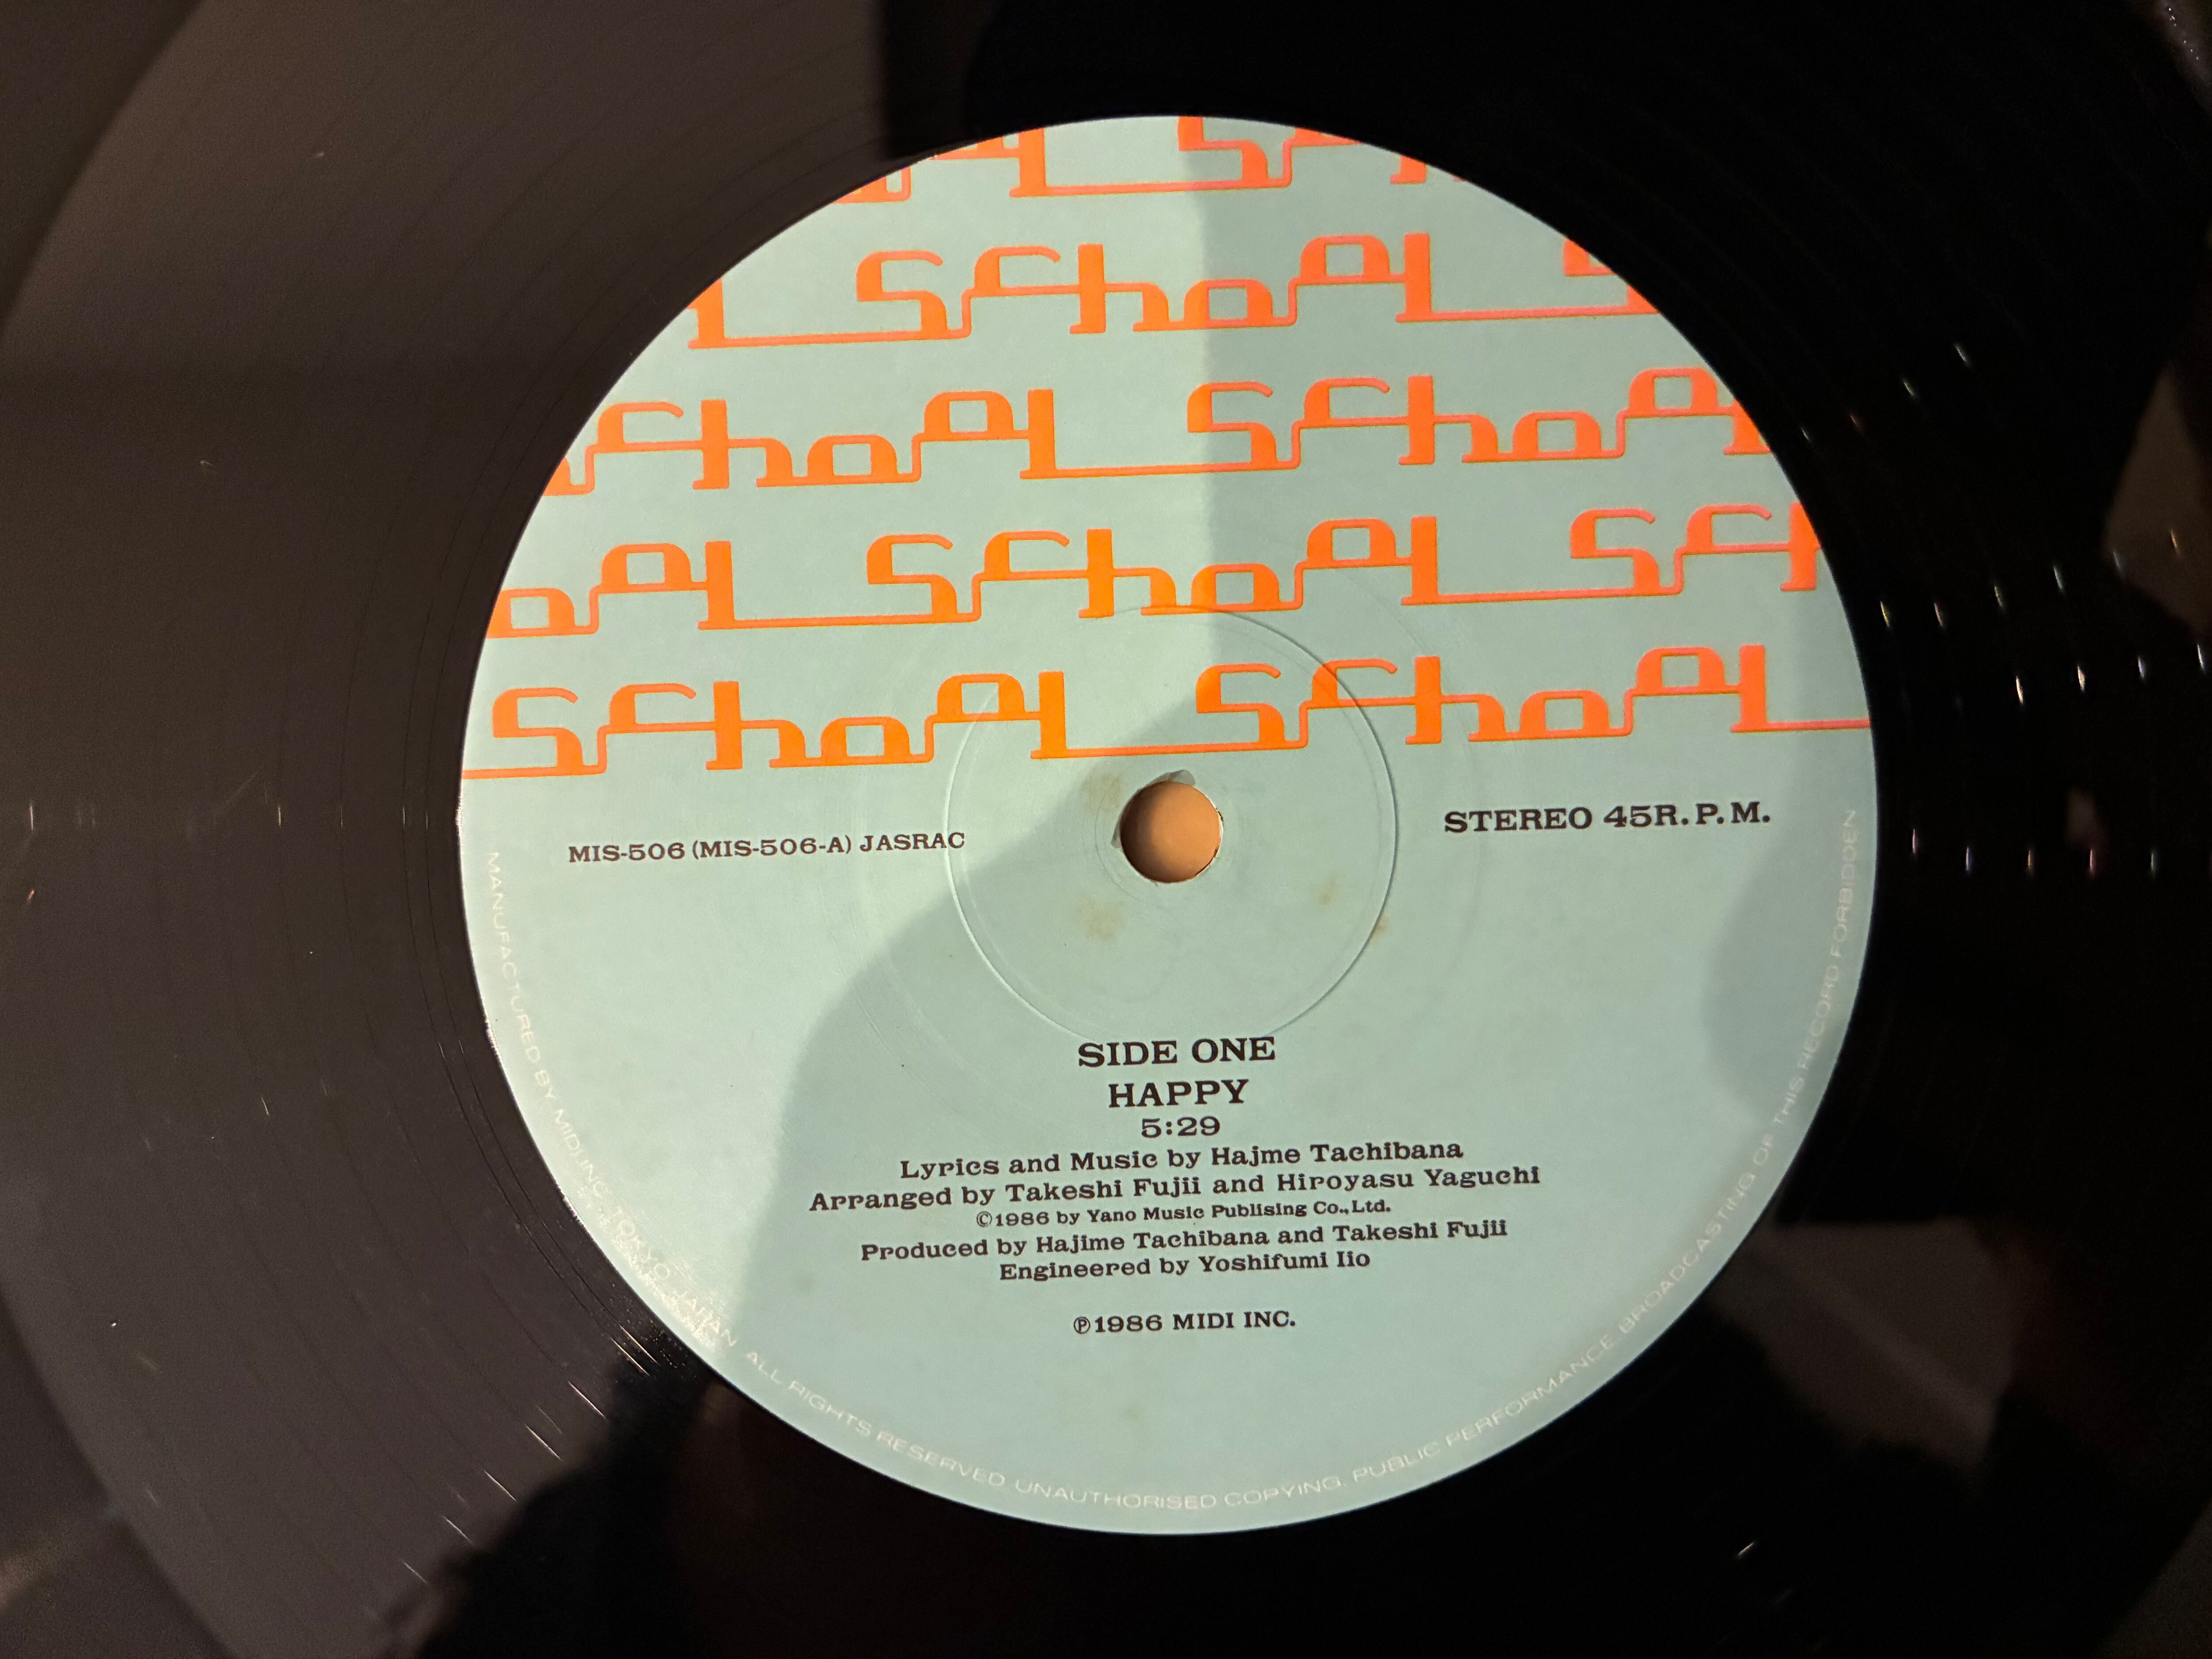 School
School
School School
School School
School School
MIS-506 (MIS-506-A) JASRAC
STEREO 45R.P.M.
SIDE ONE
HAPPY
5:29
Lyrics and Music by Hajme Tachibana
Arranged by Takeshi Fujii and Hiroyasu Yaguchi
©1986 by Yano Music Publising Co., Ltd.
Produced by Hajime Tachibana and Takeshi Fujii
Engineered by Yoshifumi Iio
℗1986 MIDI INC.
MANUFACTURED BY MIDI INC. TOKYO JAPAN. ALL RIGHTS RESERVED. UNAUTHORISED COPYING. PUBLIC PERFORMANCE. BROADCASTING OF THIS RECORD FORBIDDEN